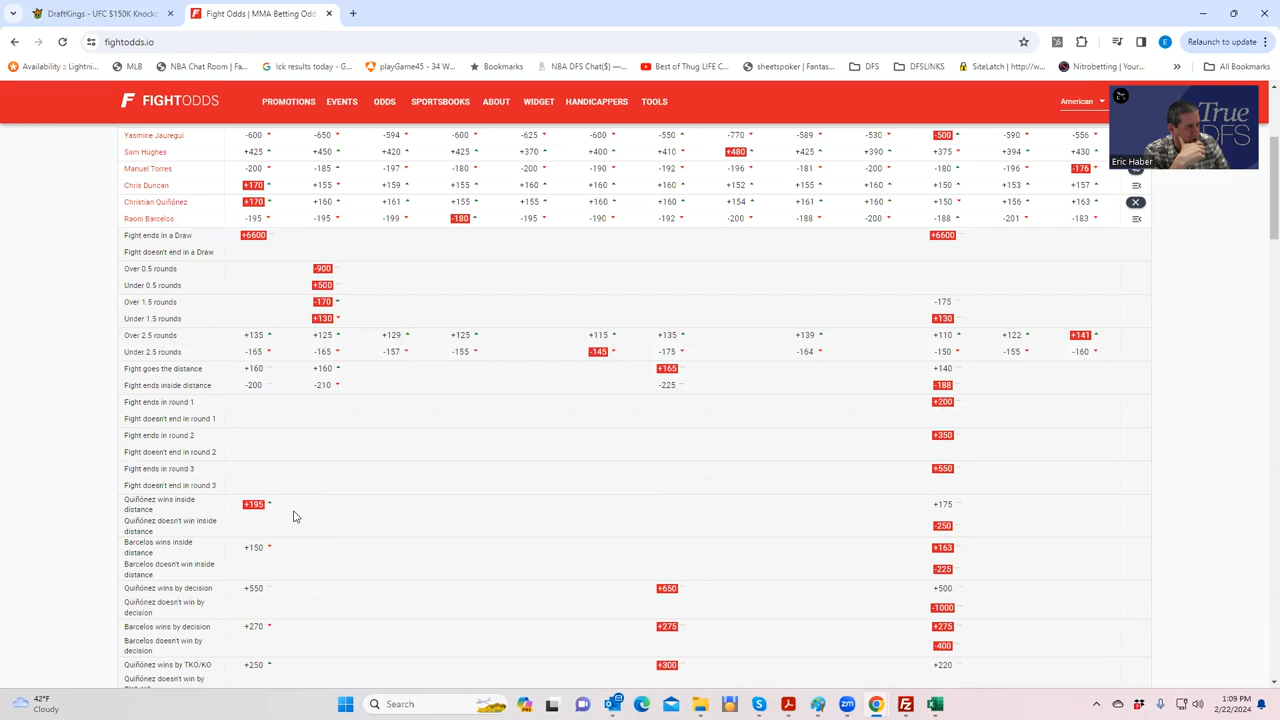 DraftKings - UFC $150K Knocko
Fight Odds | MMA Betting Odd
fightodds.io
Relaunch to update
Availability :: Lightni...
MLB
NBA Chat Room ( Fa...
Ick results today - G...
playGame45 - 34 W...
Bookmarks
NBA DFS Chat($) —...
Best of Thug LIFE C...
sheetspoker | Fantas...
DFS
DFSLINKS
SiteLatch | http://w...
Nitrobetting | Your...
All Bookmarks
FIGHTODDS
PROMOTIONS EVENTS ODDS SPORTSBOOKS ABOUT WIDGET HANDICAPPERS TOOLS
American
True
DFS
Eric Haber
Yasmine Jauregui -600 -650 -594 -600 -625 -600 -550 -770 -589 -530 -500 -590 -556
Sam Hughes +425 +450 +420 +425 +370 +400 +410 +480 +425 +390 +375 +394 +430
Manuel Torres -200 -185 -197 -180 -200 -190 -192 -196 -181 -200 -180 -196 -176
Chris Duncan +170 +155 +159 +155 +160 +160 +160 +152 +155 +160 +150 +153 +157
Christian Quiñónez +170 +160 +161 +155 +155 +160 +160 +154 +161 +160 +150 +156 +163
Raoni Barcelos -195 -195 -199 -180 -195 -190 -192 -200 -188 -200 -188 -201 -183
Fight ends in a Draw +6600 +6600
Fight doesn't end in a Draw
Over 0.5 rounds -900
Under 0.5 rounds +500
Over 1.5 rounds -170 -175
Under 1.5 rounds +130 +130
Over 2.5 rounds +135 +125 +129 +125 +115 +135 +139 +110 +122 +141
Under 2.5 rounds -165 -165 -157 -155 -145 -175 -164 -150 -155 -160
Fight goes the distance +160 +160 +165 +140
Fight ends inside distance -200 -210 -225 -188
Fight ends in round 1 +200
Fight doesn't end in round 1
Fight ends in round 2 +350
Fight doesn't end in round 2
Fight ends in round 3 +550
Fight doesn't end in round 3
Quiñónez wins inside
distance +195 +175
Quiñónez doesn't win inside
distance -250
Barcelos wins inside
distance +150 +163
Barcelos doesn't win inside
distance -225
Quiñónez wins by decision +550 +650 +500
Quiñónez doesn't win by
decision -1000
Barcelos wins by decision +270 +275 +275
Barcelos doesn't win by
decision -400
Quiñónez wins by TKO/KO +250 +300 +220
Quiñónez doesn't win by
TKO/KO
42°F
Cloudy
Search
1:09 PM
2/22/2024